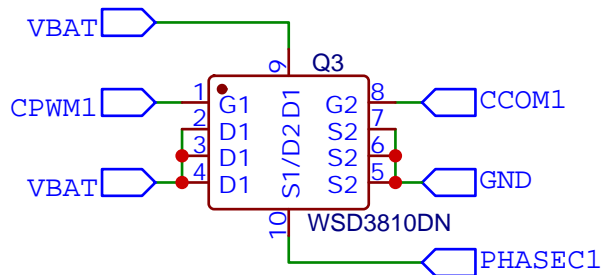 VBAT
9
Q3
1
G1
D1
G2
8
CPWM1
CCOM1
2
D1
S2
7
3
D1
S1/D2
S2
6
VBAT
4
D1
S2
5
GND
10
WSD3810DN
PHASEC1